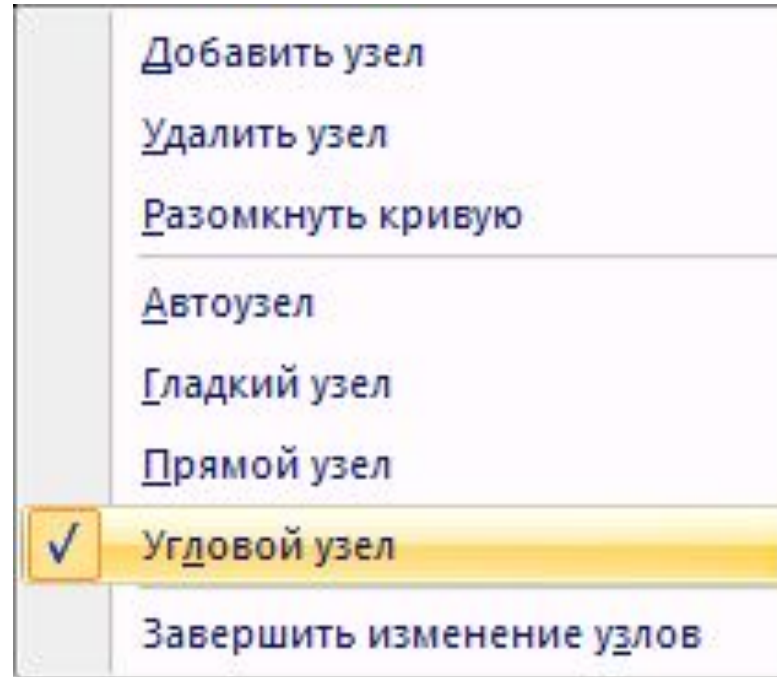 Добавить узел
Удалить узел
Разомкнуть кривую
Автоузел
Гладкий узел
Прямой узел
Угловой узел
Завершить изменение узлов